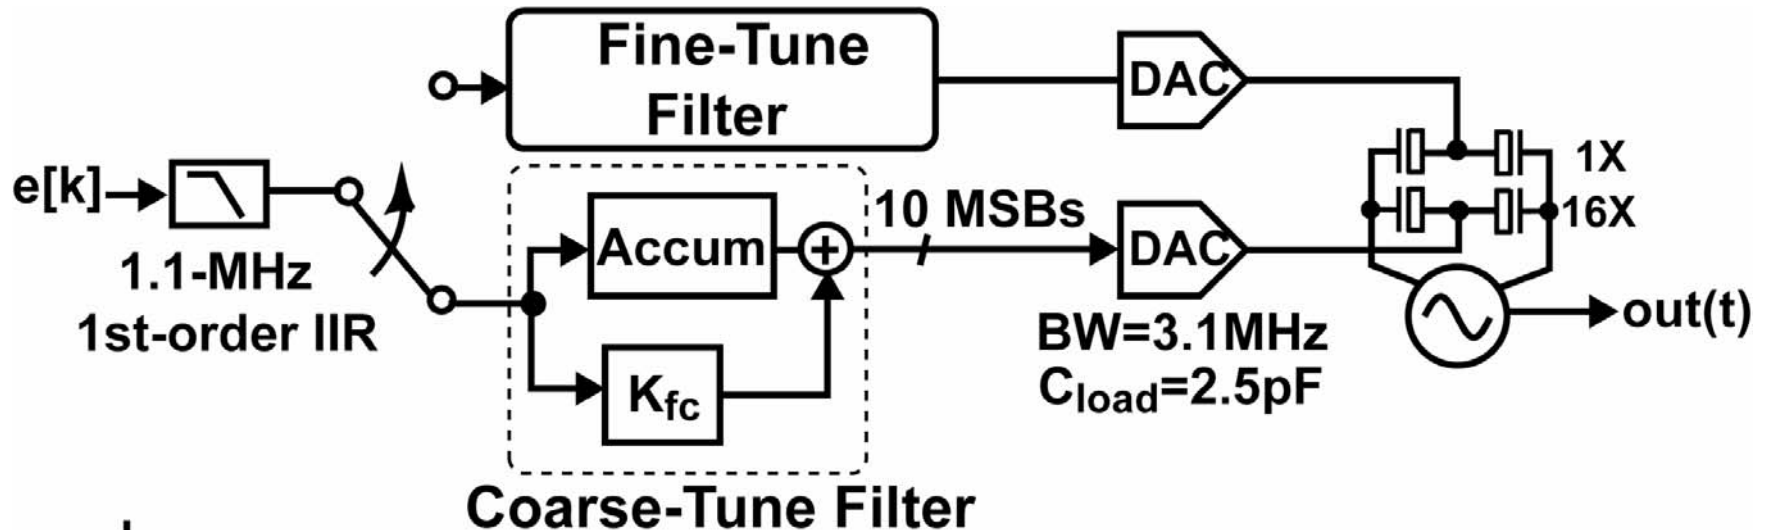 Fine-Tune
Filter
DAC
1X
e[k]
10 MSBs
16X
Accum
+
DAC
1.1-MHz
1st-order IIR
out(t)
BW=3.1MHz
Cload=2.5pF
Kfc
Coarse-Tune Filter